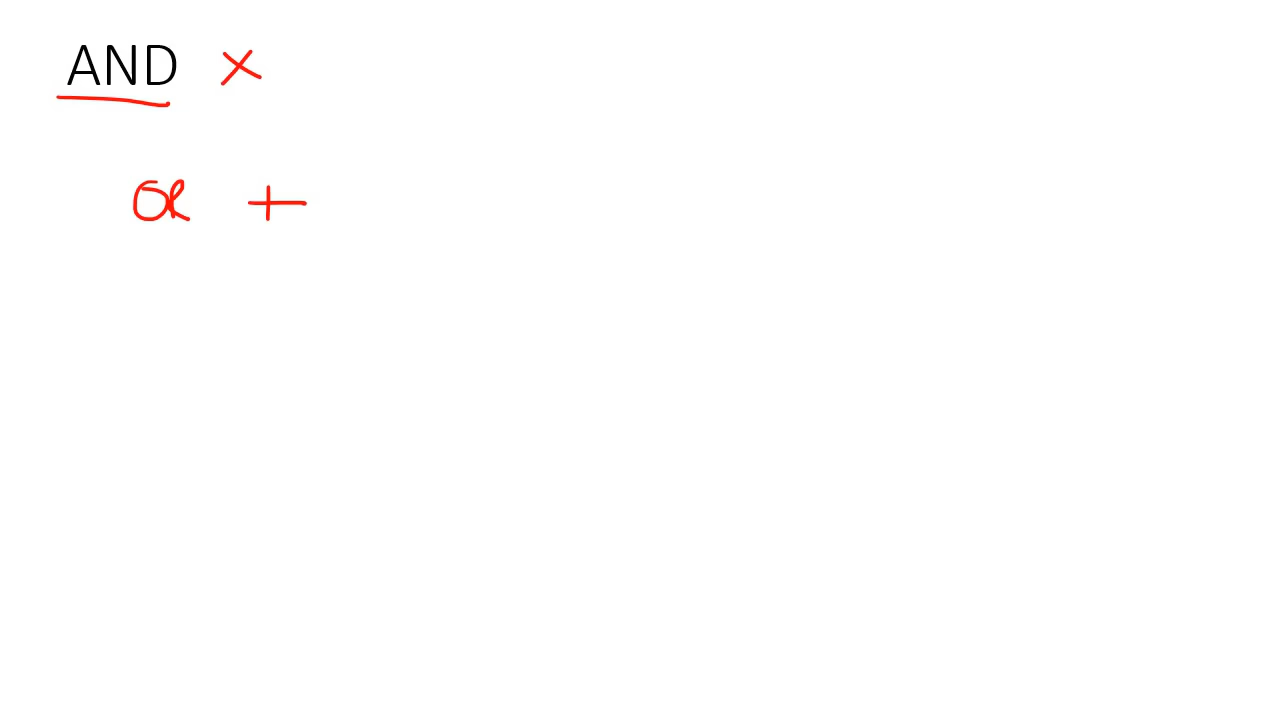 AND ×
OR +